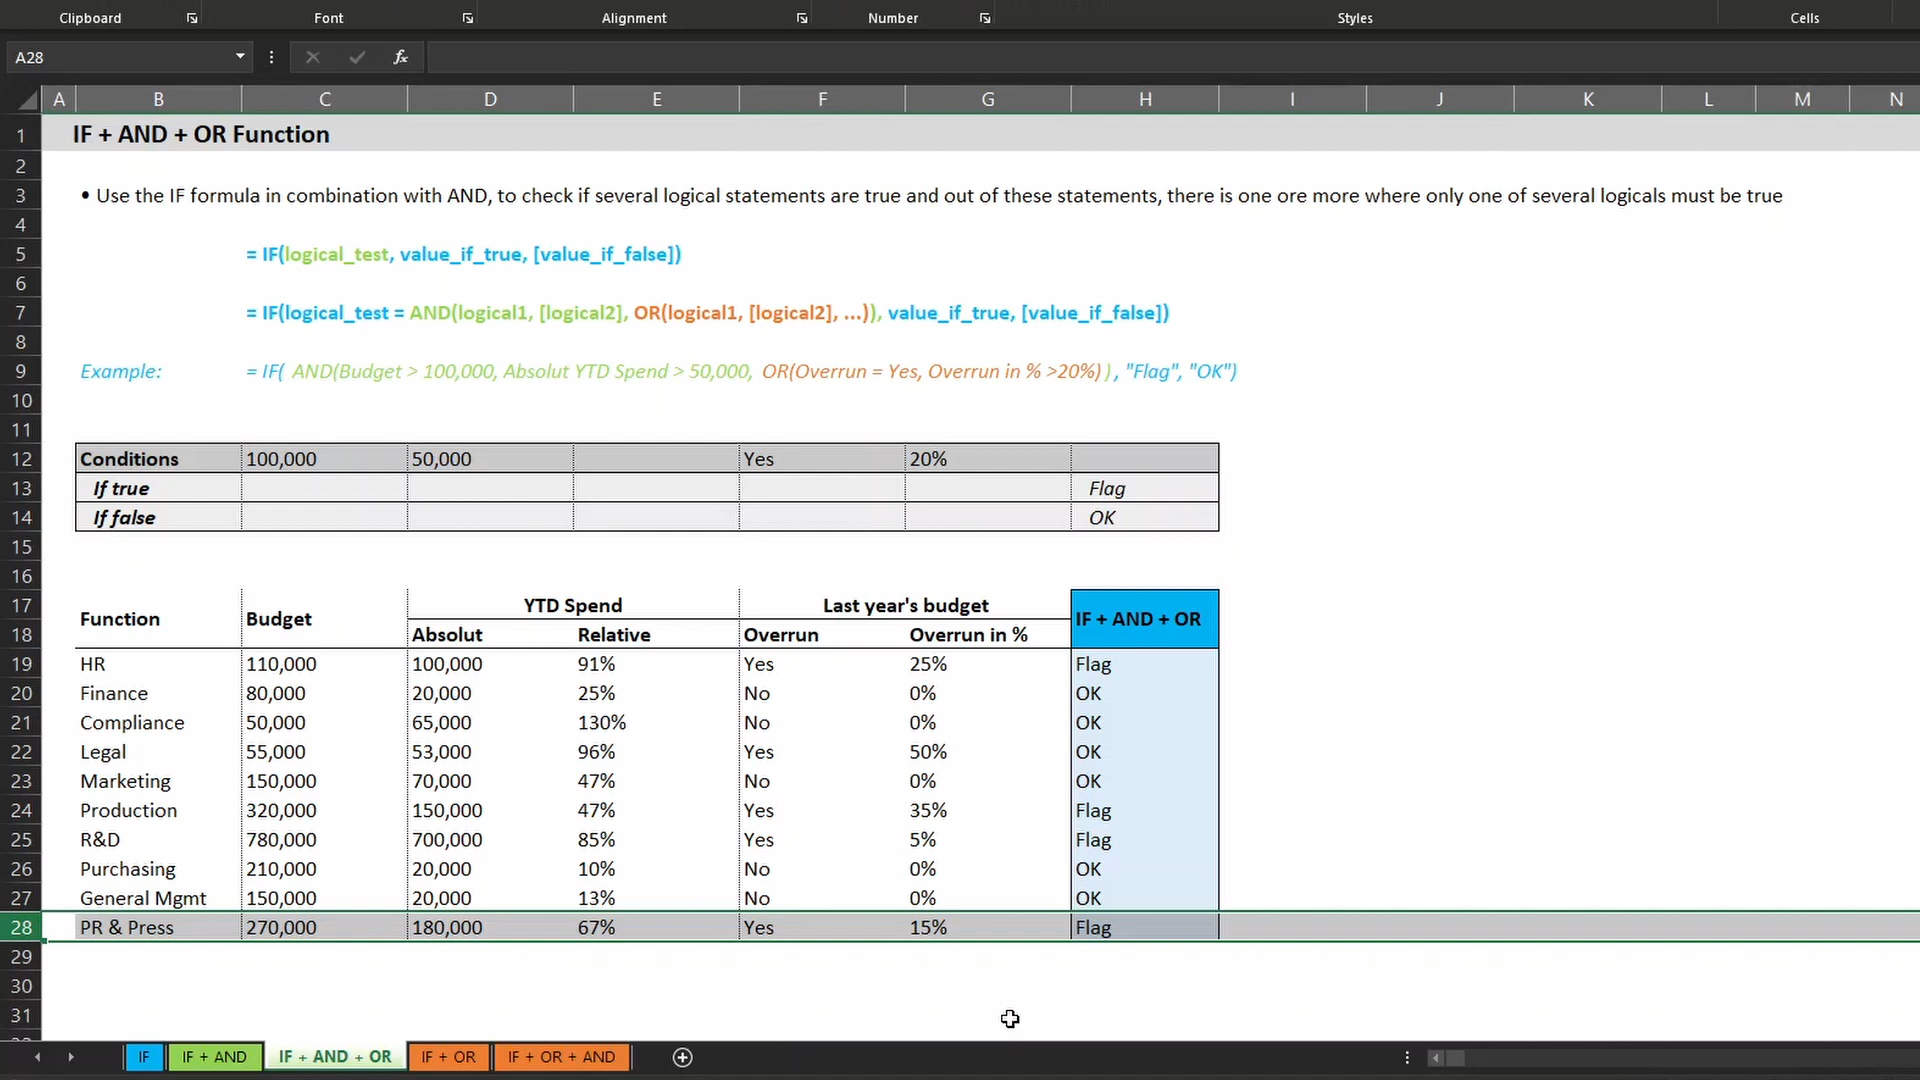 Clipboard Font Alignment Number Styles Cells
A28 fx
A B C D E F G H I J K L M N
1 IF + AND + OR Function
2
3 • Use the IF formula in combination with AND, to check if several logical statements are true and out of these statements, there is one ore more where only one of several logicals must be true
4
5 = IF(logical_test, value_if_true, [value_if_false])
6
7 = IF(logical_test = AND(logical1, [logical2], OR(logical1, [logical2], ...)), value_if_true, [value_if_false])
8
9 Example: = IF( AND(Budget > 100,000, Absolut YTD Spend > 50,000, OR(Overrun = Yes, Overrun in % >20%) ) , "Flag", "OK")
10
11
12 Conditions 100,000 50,000 Yes 20%
13 If true Flag
14 If false OK
15
16
17 Function Budget YTD Spend Last year's budget IF + AND + OR
18 Absolut Relative Overrun Overrun in %
19 HR 110,000 100,000 91% Yes 25% Flag
20 Finance 80,000 20,000 25% No 0% OK
21 Compliance 50,000 65,000 130% No 0% OK
22 Legal 55,000 53,000 96% Yes 50% OK
23 Marketing 150,000 70,000 47% No 0% OK
24 Production 320,000 150,000 47% Yes 35% Flag
25 R&D 780,000 700,000 85% Yes 5% Flag
26 Purchasing 210,000 20,000 10% No 0% OK
27 General Mgmt 150,000 20,000 13% No 0% OK
28 PR & Press 270,000 180,000 67% Yes 15% Flag
29
30
31
IF IF + AND IF + AND + OR IF + OR IF + OR + AND